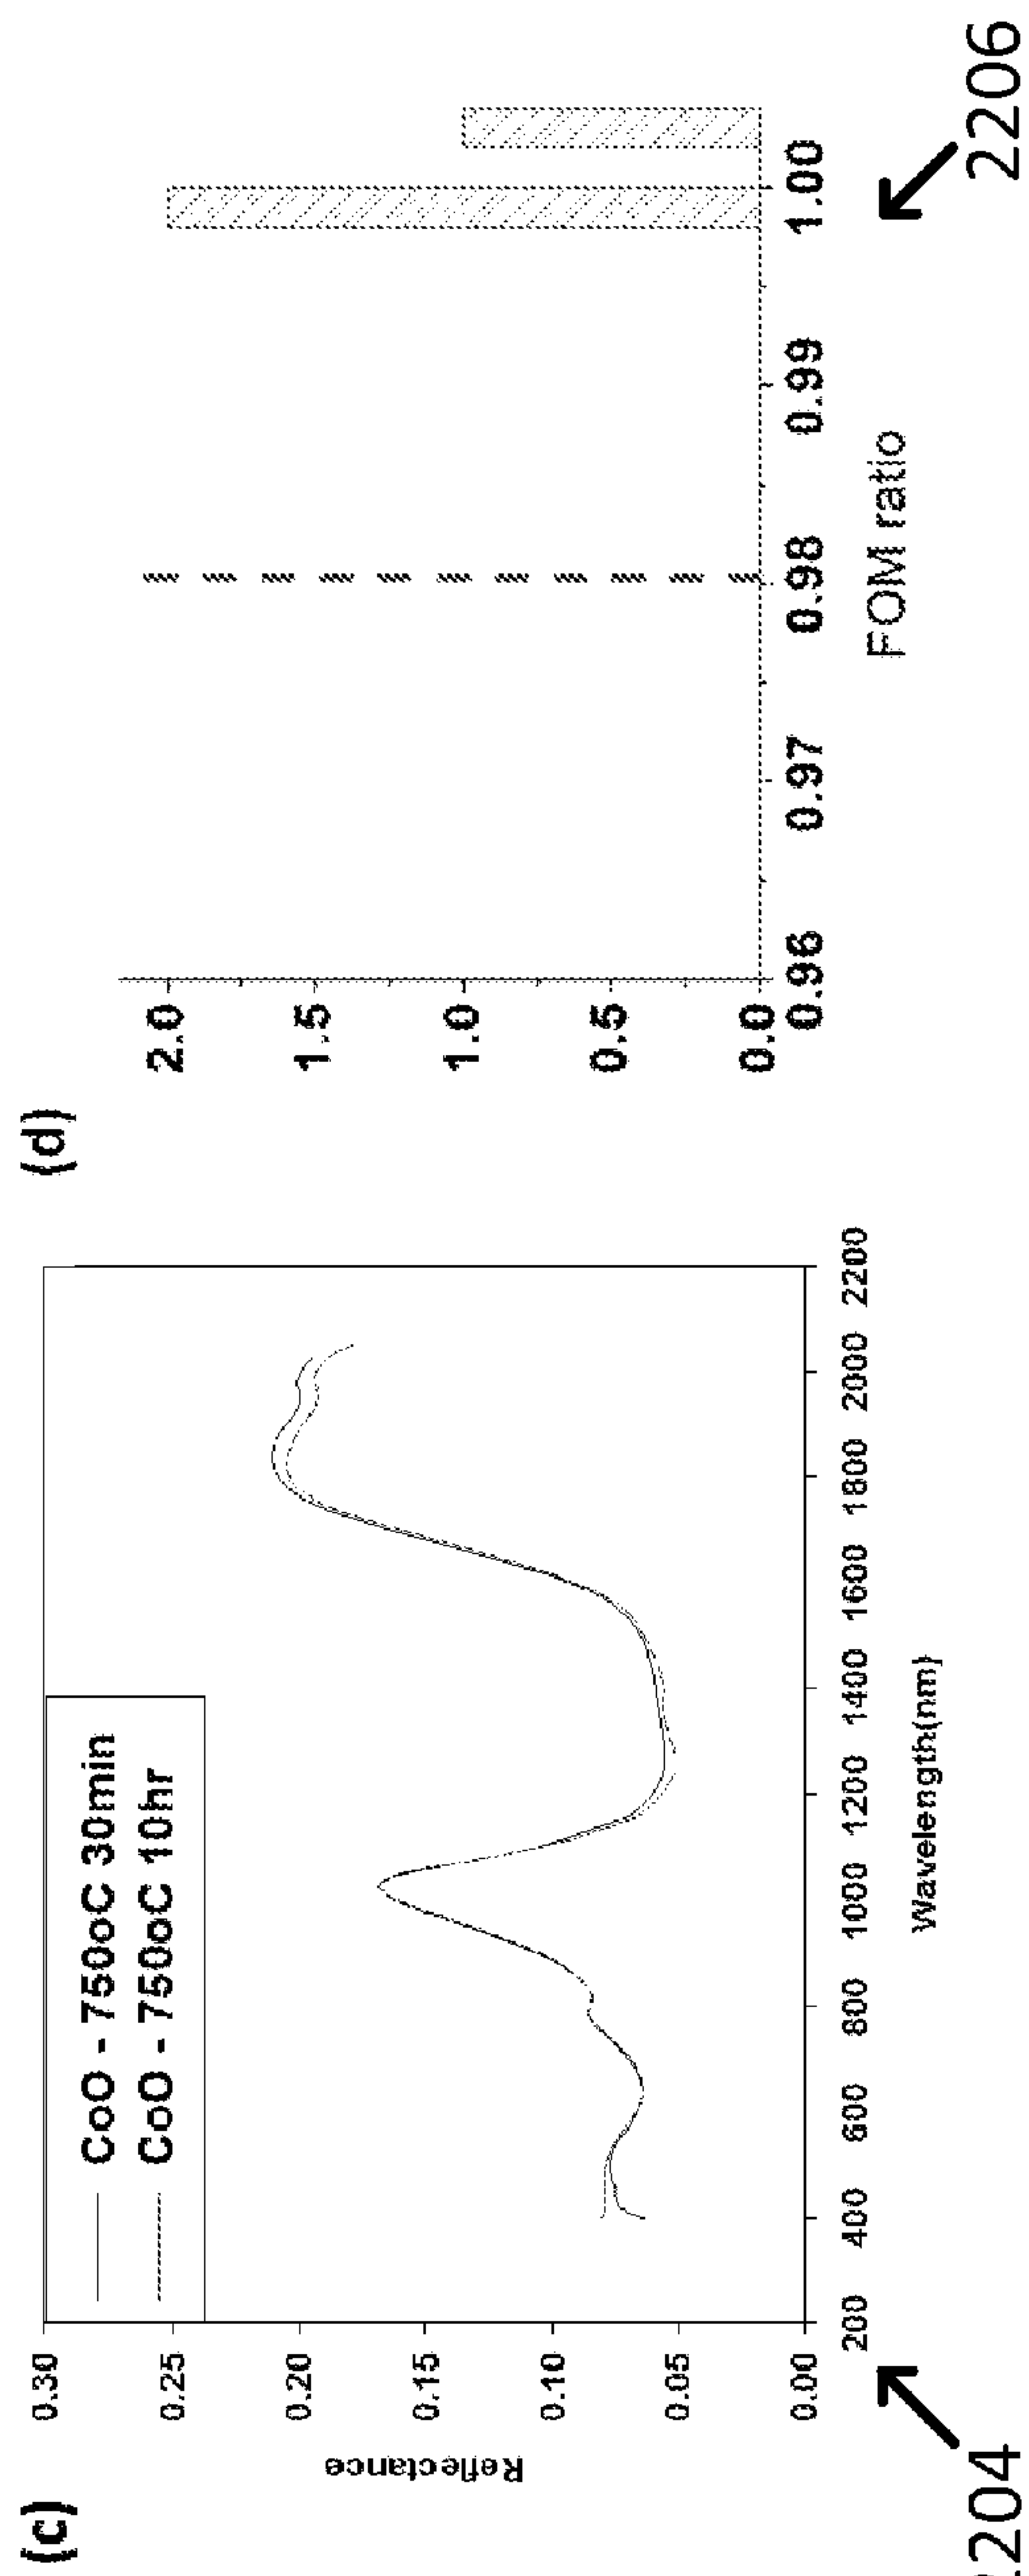 (c)
Reflectance
0.30
0.25
0.20
0.15
0.10
0.05
0.00
CoO - 750oC 30min
CoO - 750oC 10hr
200 400 600 800 1000 1200 1400 1600 1800 2000 2200
Wavelength(nm)
2204
(d)
2.0
1.5
1.0
0.5
0.0
0.96 0.97 0.98 0.99 1.00
FOM ratio
2206